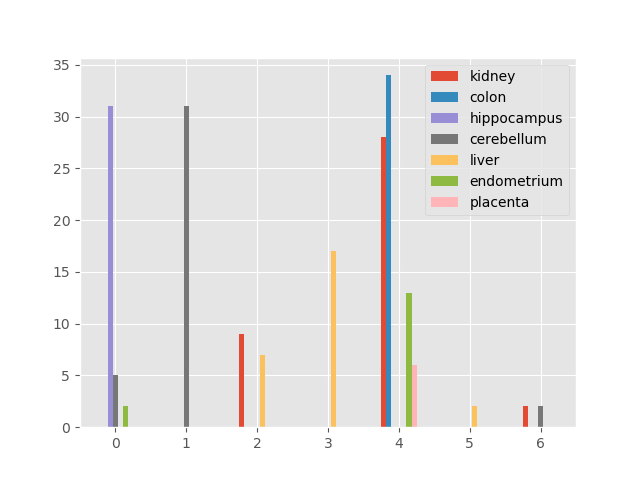 35
30
25
20
15
10
5
0
kidney
colon
hippocampus
cerebellum
liver
endometrium
placenta
0 1 2 3 4 5 6